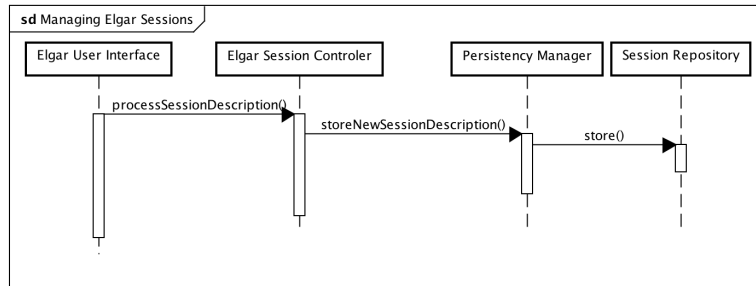 sd Managing Elgar Sessions
Elgar User Interface
Elgar Session Controler
Persistency Manager
Session Repository
processSessionDescription()
storeNewSessionDescription()
store()